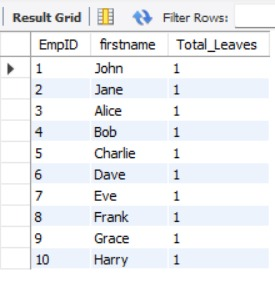 Result Grid Filter Rows:
EmpID firstname Total_Leaves
1 John 1
2 Jane 1
3 Alice 1
4 Bob 1
5 Charlie 1
6 Dave 1
7 Eve 1
8 Frank 1
9 Grace 1
10 Harry 1